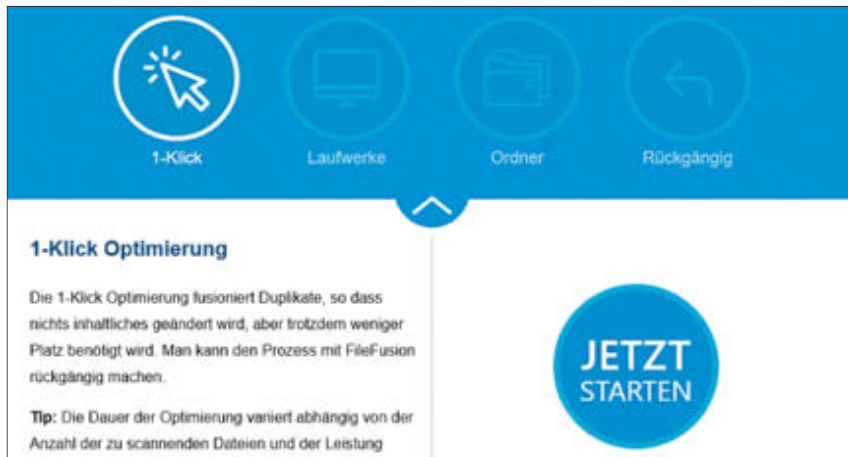 1-Klick
Laufwerke
Ordner
Rückgängig
1-Klick Optimierung
Die 1-Klick Optimierung fusioniert Duplikate, so dass
nichts inhaltliches geändert wird, aber trotzdem weniger
Platz benötigt wird. Man kann den Prozess mit FileFusion
rückgängig machen.
Tip: Die Dauer der Optimierung variiert abhängig von der
Anzahl der zu scannenden Dateien und der Leistung
JETZT
STARTEN